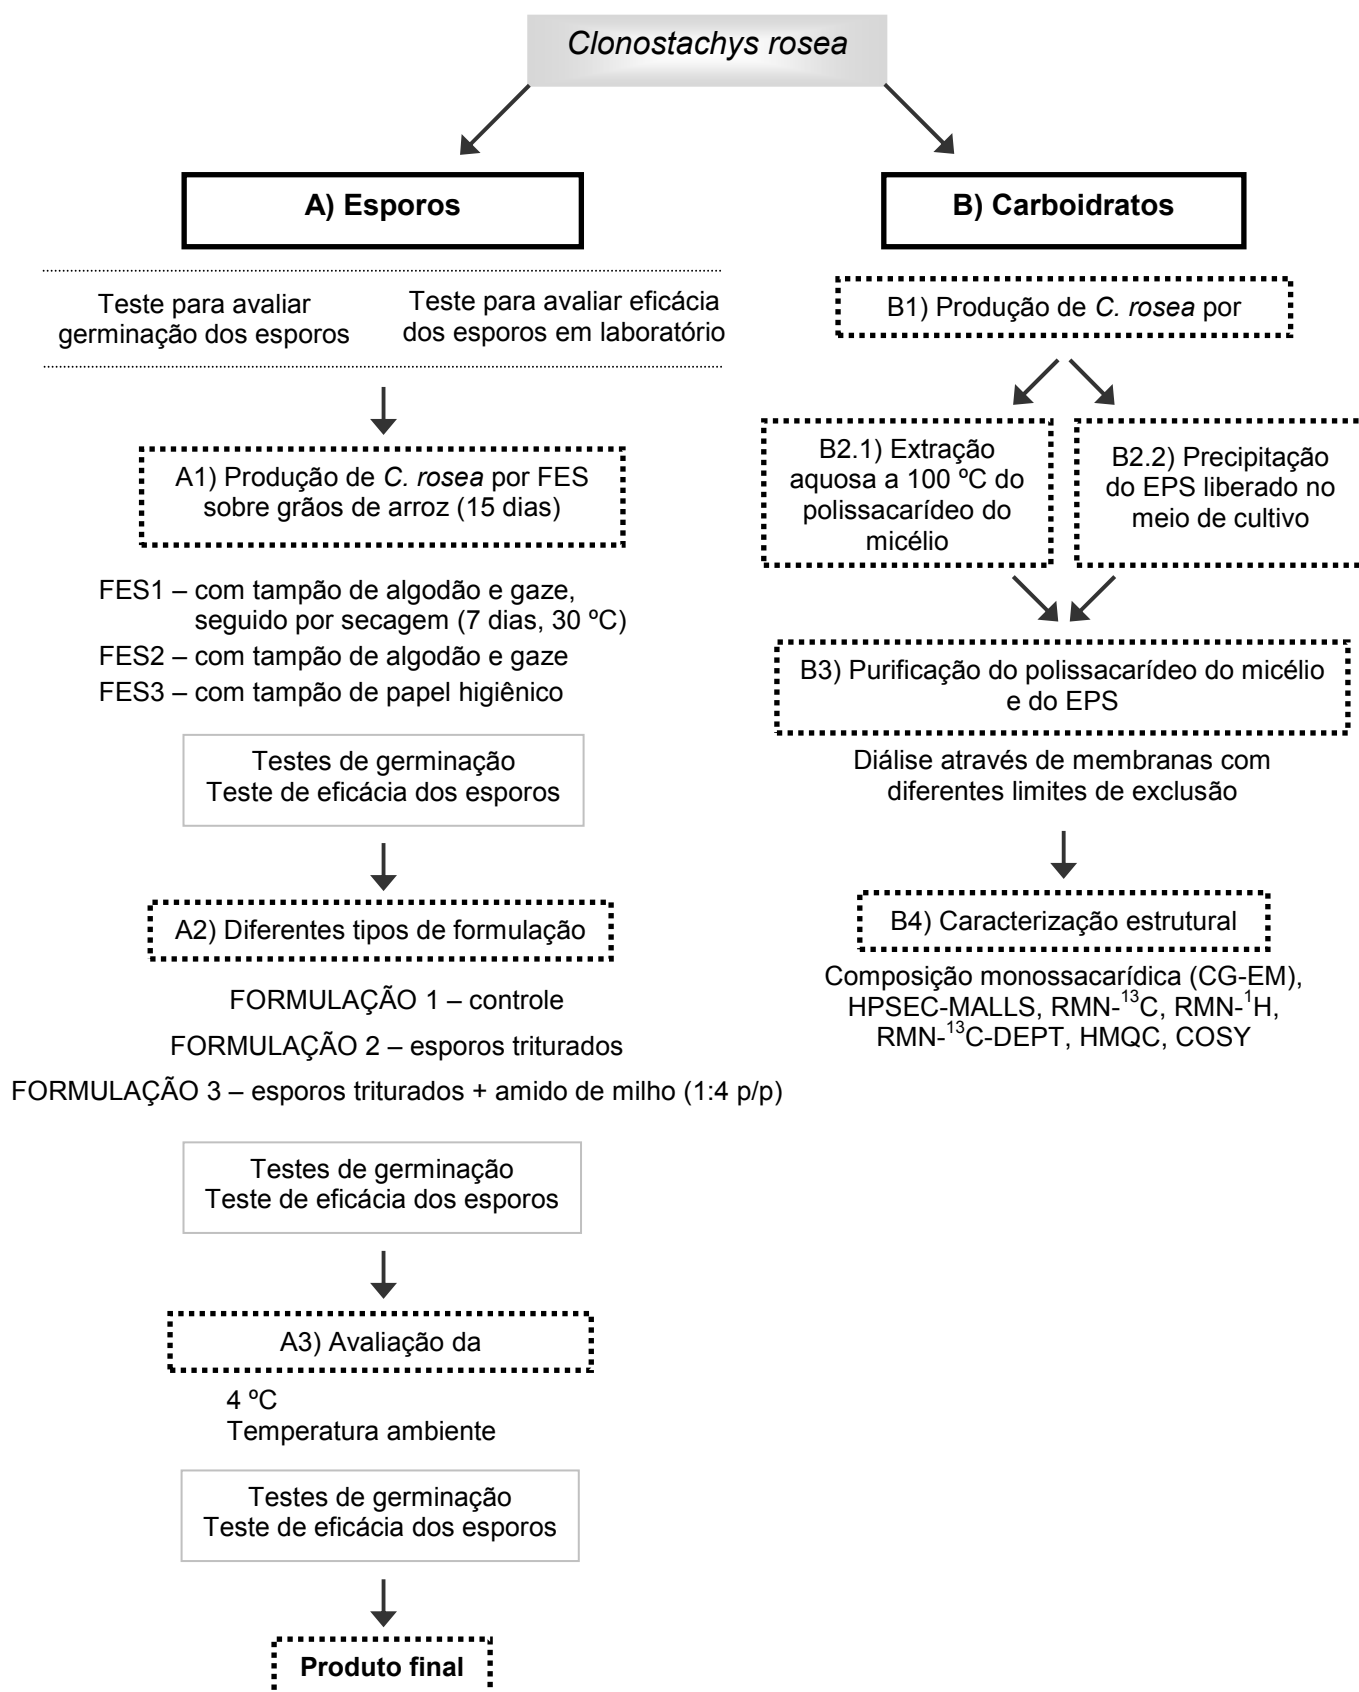 Clonostachys rosea
A) Esporos
Teste para avaliar
germinação dos esporos
Teste para avaliar eficácia
dos esporos em laboratório
A1) Produção de C. rosea por FES
sobre grãos de arroz (15 dias)
FES1 – com tampão de algodão e gaze,
seguido por secagem (7 dias, 30 ºC)
FES2 – com tampão de algodão e gaze
FES3 – com tampão de papel higiênico
Testes de germinação
Teste de eficácia dos esporos
A2) Diferentes tipos de formulação
FORMULAÇÃO 1 – controle
FORMULAÇÃO 2 – esporos triturados
FORMULAÇÃO 3 – esporos triturados + amido de milho (1:4 p/p)
Testes de germinação
Teste de eficácia dos esporos
A3) Avaliação da
4 ºC
Temperatura ambiente
Testes de germinação
Teste de eficácia dos esporos
Produto final
B) Carboidratos
B1) Produção de C. rosea por
B2.1) Extração
aquosa a 100 ºC do
polissacarídeo do
micélio
B2.2) Precipitação
do EPS liberado no
meio de cultivo
B3) Purificação do polissacarídeo do micélio
e do EPS
Diálise através de membranas com
diferentes limites de exclusão
B4) Caracterização estrutural
Composição monossacarídica (CG-EM),
HPSEC-MALLS, RMN-¹³C, RMN-¹H,
RMN-¹³C-DEPT, HMQC, COSY